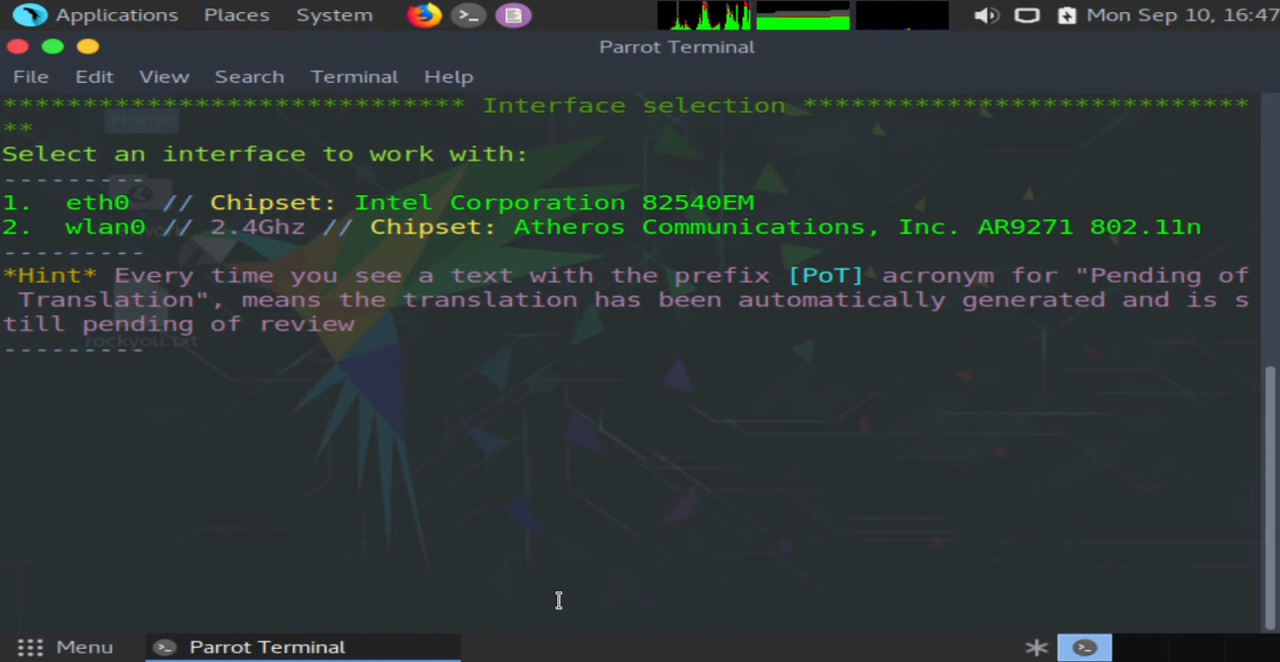 Applications Places System Mon Sep 10, 16:47
Parrot Terminal
File Edit View Search Terminal Help
***************************** Interface selection ****************************
**
Home
Select an interface to work with:
---------
1.  eth0  // Chipset: Intel Corporation 82540EM
2.  wlan0 // 2.4Ghz // Chipset: Atheros Communications, Inc. AR9271 802.11n
---------
*Hint* Every time you see a text with the prefix [PoT] acronym for "Pending of
 Translation", means the translation has been automatically generated and is s
till pending of review
rockyou.txt
---------
Menu Parrot Terminal